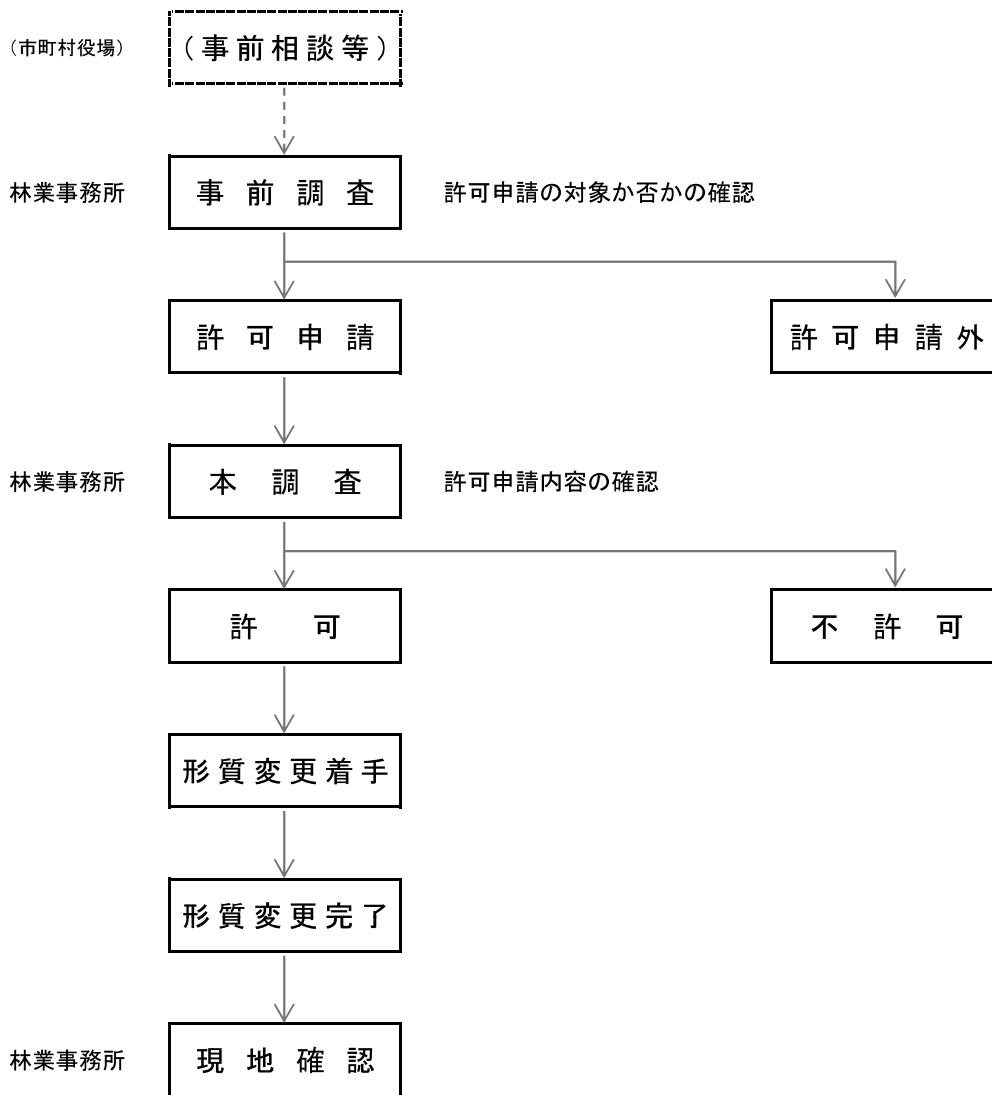 (市町村役場)
(事前相談等)
林業事務所
事前調査
許可申請の対象か否かの確認
許可申請
許可申請外
林業事務所
本調査
許可申請内容の確認
許可
不許可
形質変更着手
形質変更完了
林業事務所
現地確認